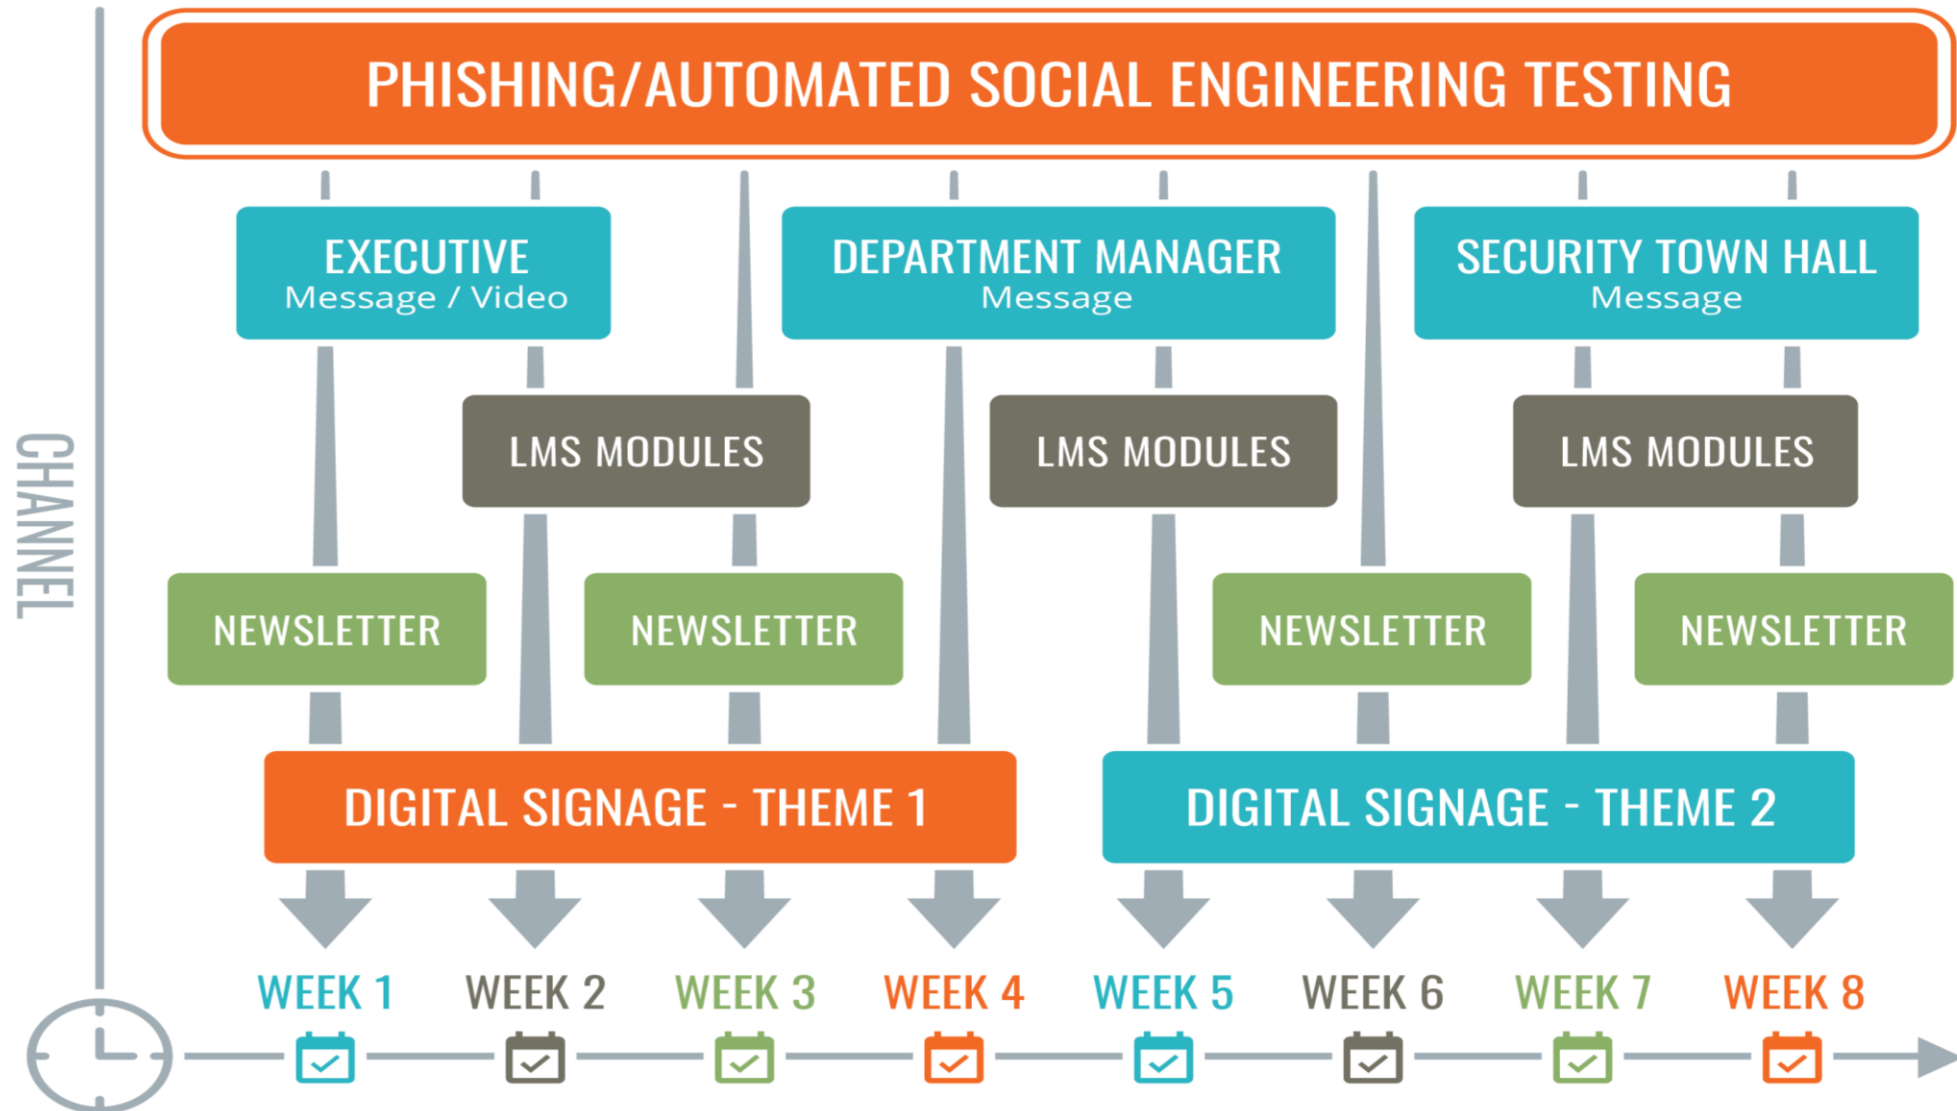 PHISHING/AUTOMATED SOCIAL ENGINEERING TESTING
EXECUTIVE
Message / Video
DEPARTMENT MANAGER
Message
SECURITY TOWN HALL
Message
CHANNEL
LMS MODULES
LMS MODULES
LMS MODULES
NEWSLETTER
NEWSLETTER
NEWSLETTER
NEWSLETTER
DIGITAL SIGNAGE - THEME 1
DIGITAL SIGNAGE - THEME 2
WEEK 1
WEEK 2
WEEK 3
WEEK 4
WEEK 5
WEEK 6
WEEK 7
WEEK 8